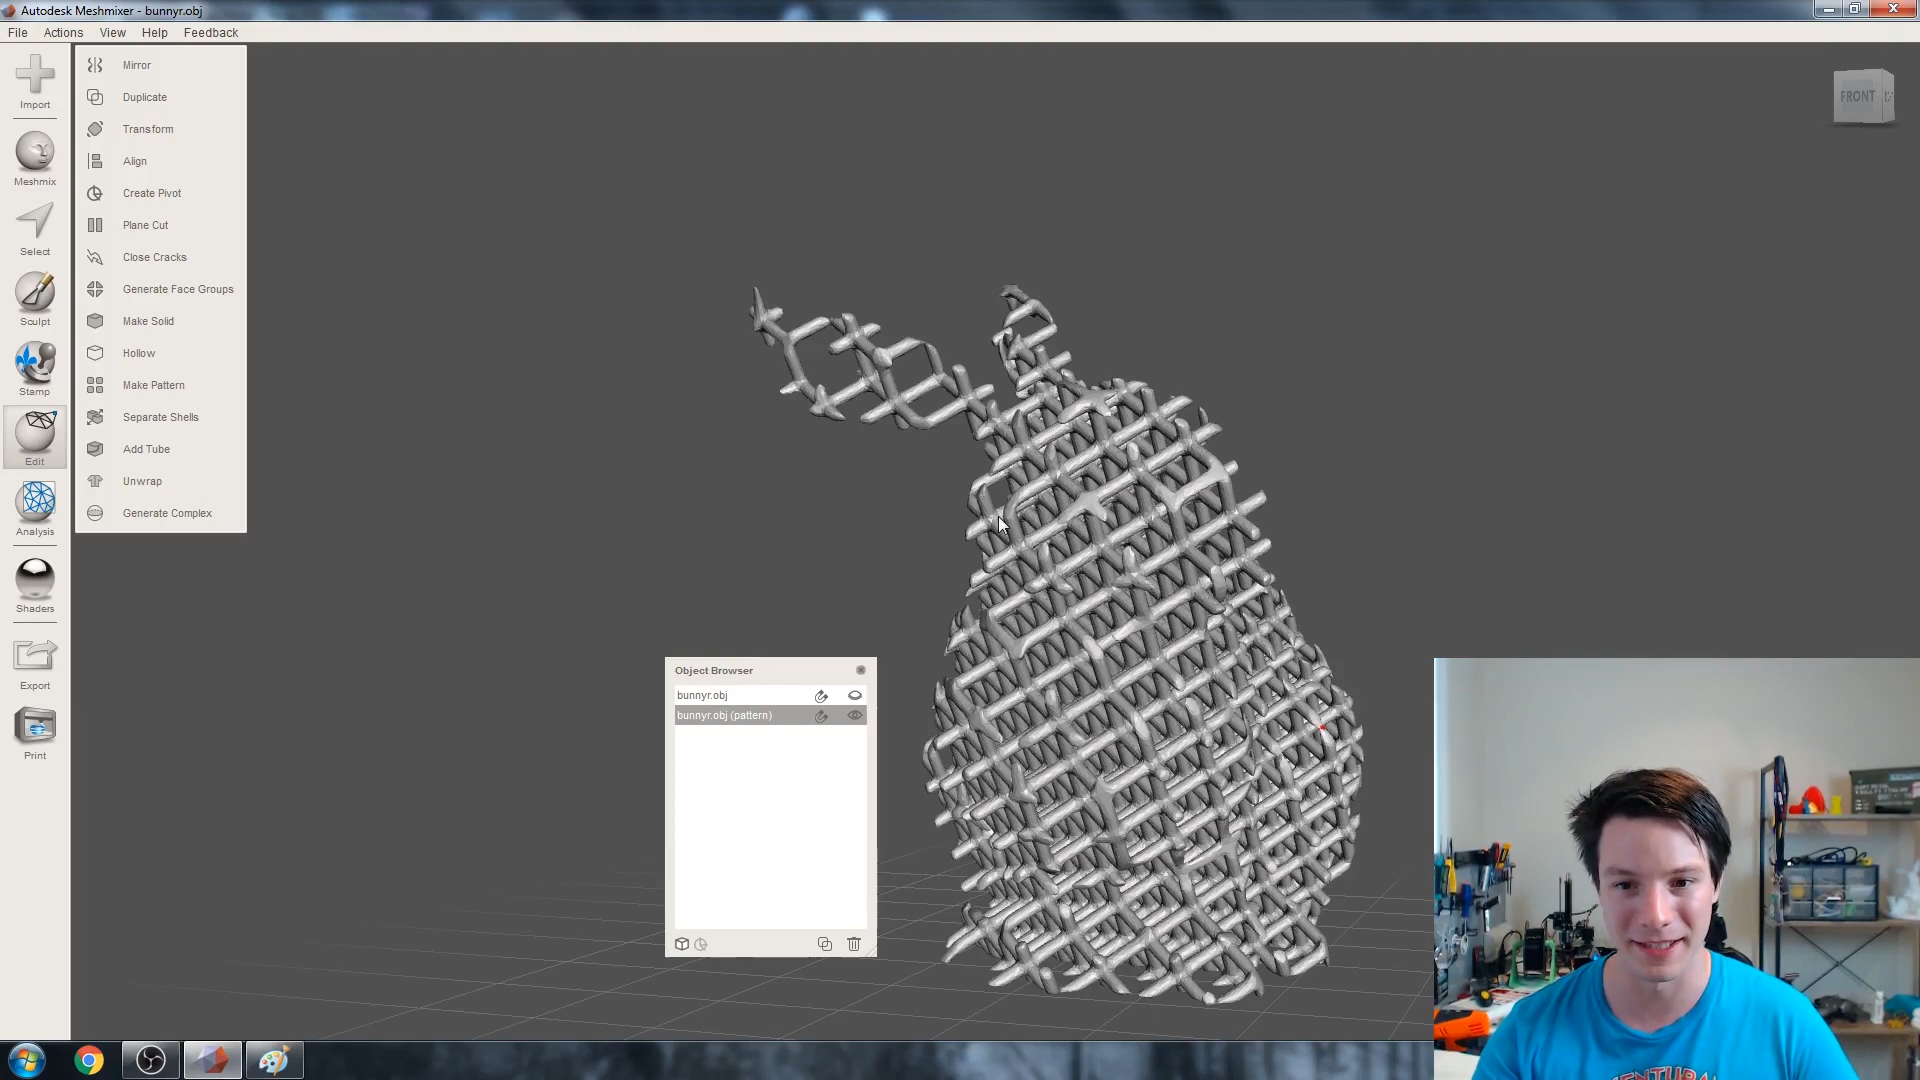 Autodesk Meshmixer - bunnyr.obj
File Actions View Help Feedback
Import
Meshmix
Select
Sculpt
Stamp
Edit
Analysis
Shaders
Export
Print
Mirror
Duplicate
Transform
Align
Create Pivot
Plane Cut
Close Cracks
Generate Face Groups
Make Solid
Hollow
Make Pattern
Separate Shells
Add Tube
Unwrap
Generate Complex
FRONT
Object Browser
bunnyr.obj
bunnyr.obj (pattern)